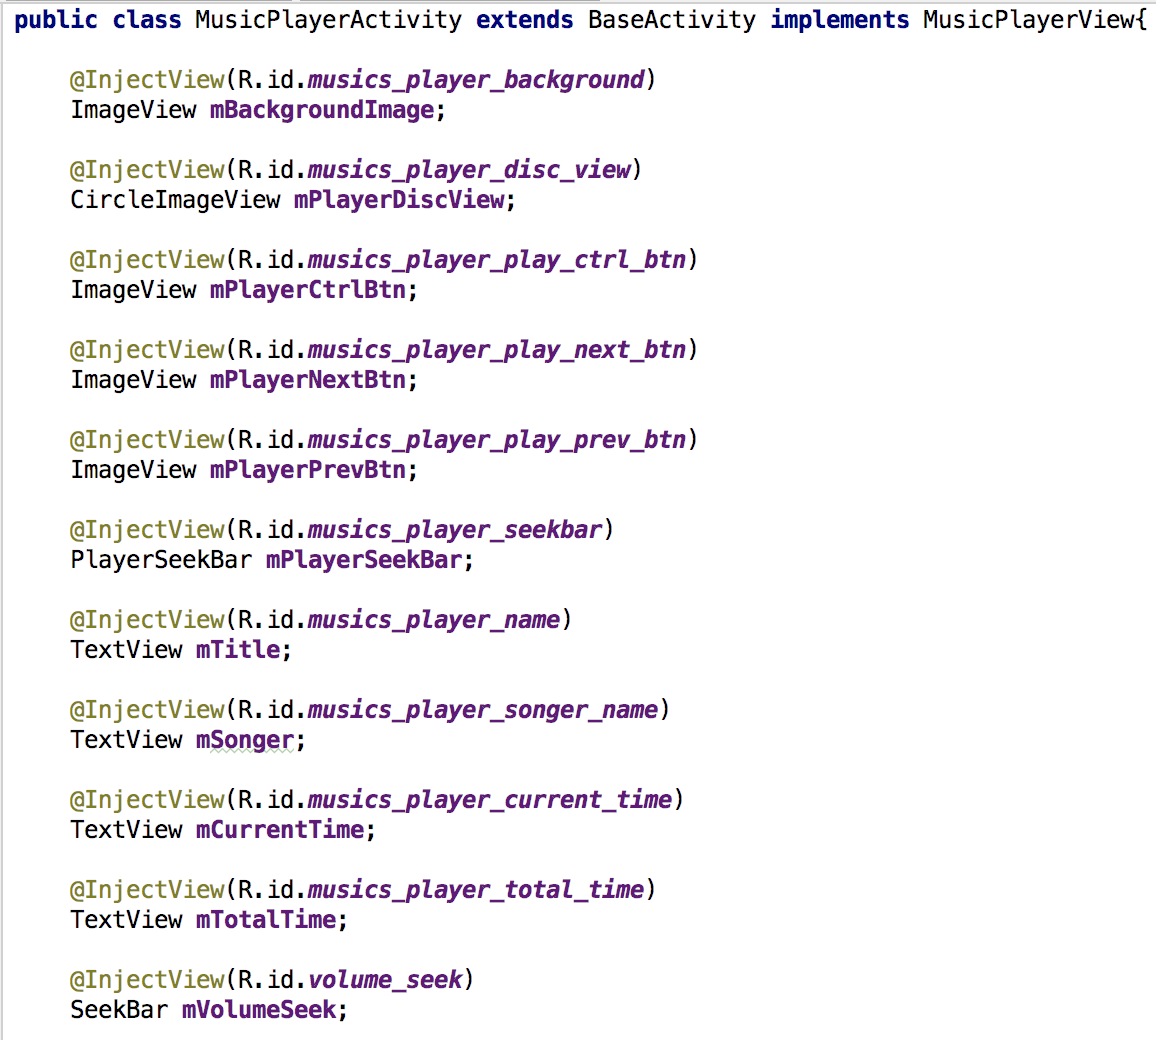 public class MusicPlayerActivity extends BaseActivity implements MusicPlayerView{
@InjectView(R.id.musics_player_background)
ImageView mBackgroundImage;
@InjectView(R.id.musics_player_disc_view)
CircleImageView mPlayerDiscView;
@InjectView(R.id.musics_player_play_ctrl_btn)
ImageView mPlayerCtrlBtn;
@InjectView(R.id.musics_player_play_next_btn)
ImageView mPlayerNextBtn;
@InjectView(R.id.musics_player_play_prev_btn)
ImageView mPlayerPrevBtn;
@InjectView(R.id.musics_player_seekbar)
PlayerSeekBar mPlayerSeekBar;
@InjectView(R.id.musics_player_name)
TextView mTitle;
@InjectView(R.id.musics_player_songer_name)
TextView mSonger;
@InjectView(R.id.musics_player_current_time)
TextView mCurrentTime;
@InjectView(R.id.musics_player_total_time)
TextView mTotalTime;
@InjectView(R.id.volume_seek)
SeekBar mVolumeSeek;